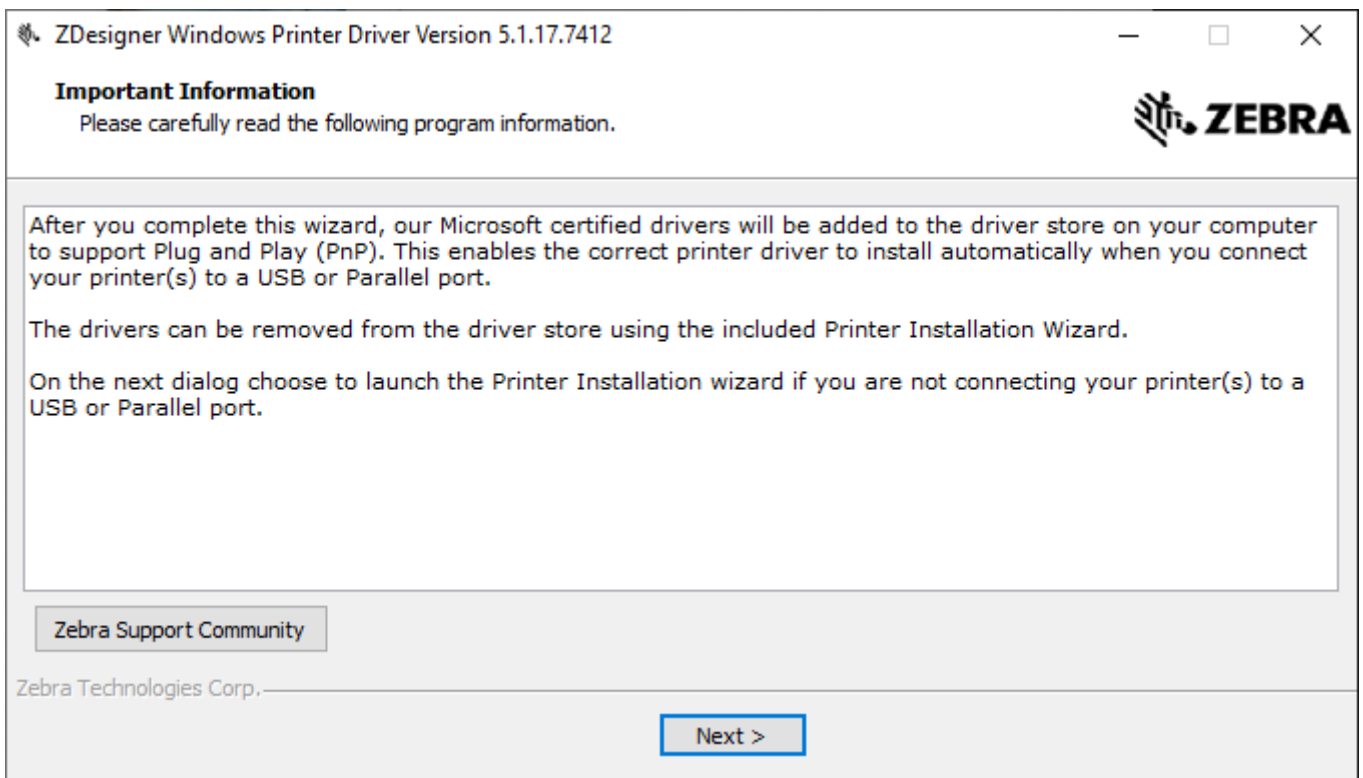 ZDesigner Windows Printer Driver Version 5.1.17.7412
Important Information
Please carefully read the following program information.
ZEBRA
After you complete this wizard, our Microsoft certified drivers will be added to the driver store on your computer
to support Plug and Play (PnP). This enables the correct printer driver to install automatically when you connect
your printer(s) to a USB or Parallel port.
The drivers can be removed from the driver store using the included Printer Installation Wizard.
On the next dialog choose to launch the Printer Installation wizard if you are not connecting your printer(s) to a
USB or Parallel port.
Zebra Support Community
Zebra Technologies Corp.
Next >